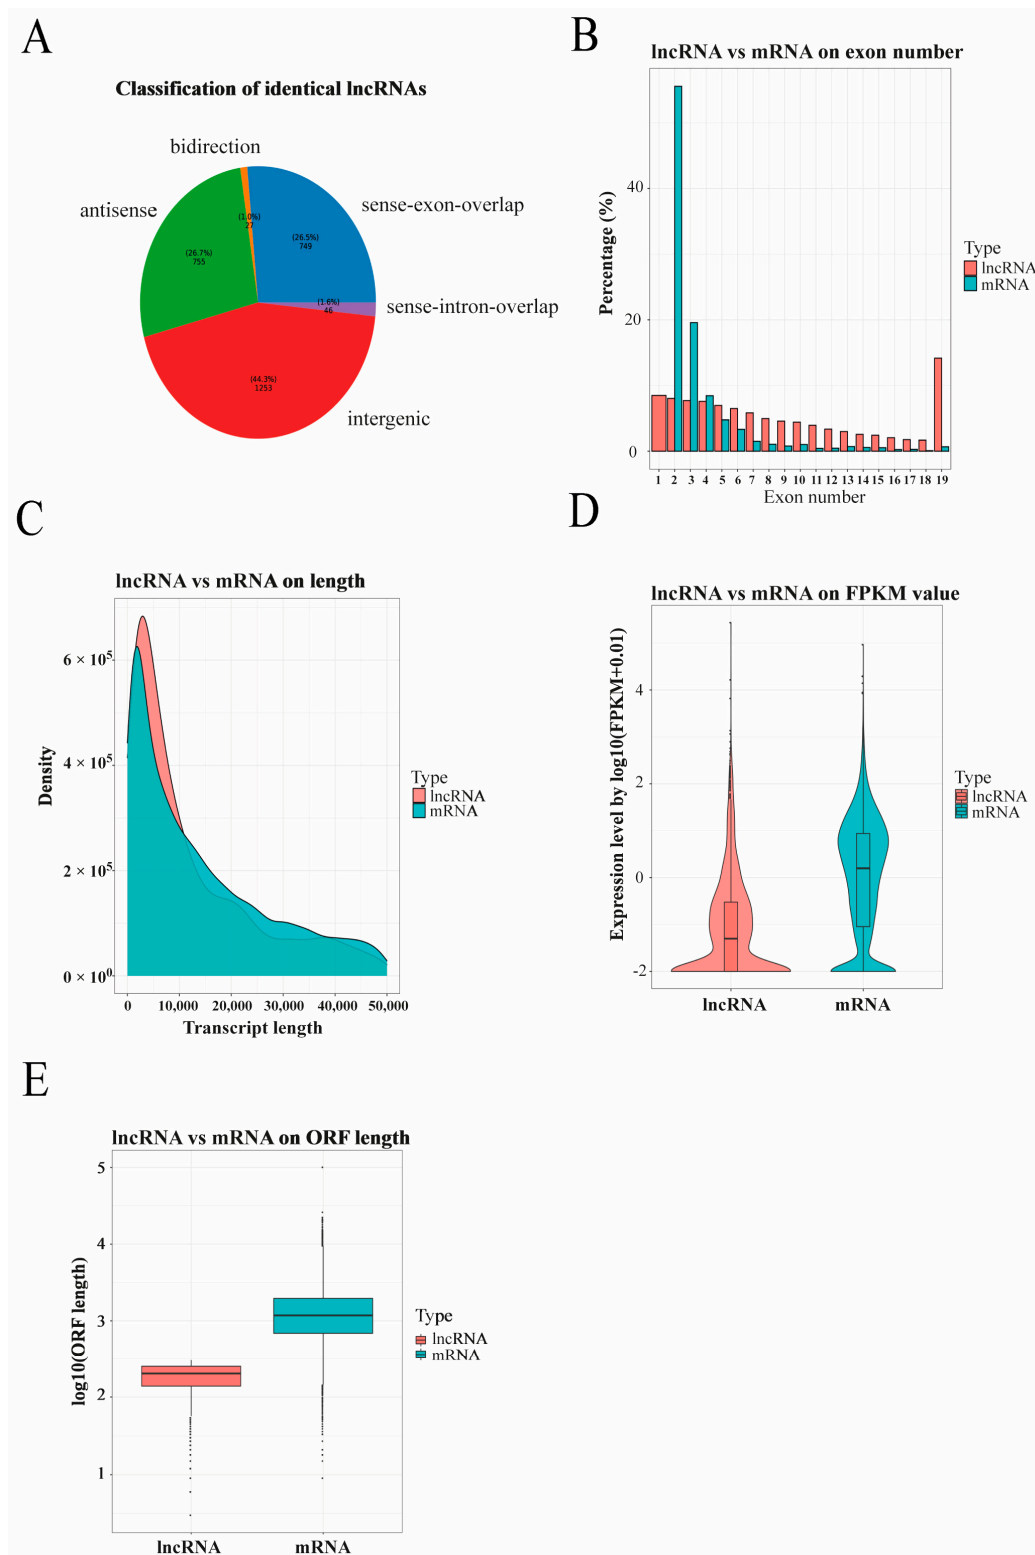 A
Classification of identical lncRNAs
bidirection
antisense
sense-exon-overlap
(1.0%)
27
(26.5%)
749
(26.7%)
755
(1.6%)
46
sense-intron-overlap
(44.3%)
1253
intergenic
B
lncRNA vs mRNA on exon number
Percentage (%)
40
20
0
1 2 3 4 5 6 7 8 9 10 11 12 13 14 15 16 17 18 19
Exon number
Type
lncRNA
mRNA
C
lncRNA vs mRNA on length
Density
6 × 10⁵
4 × 10⁵
2 × 10⁵
0 × 10⁰
0 10,000 20,000 30,000 40,000 50,000
Transcript length
Type
lncRNA
mRNA
D
lncRNA vs mRNA on FPKM value
Expression level by log10(FPKM+0.01)
4
2
0
-2
lncRNA mRNA
Type
lncRNA
mRNA
E
lncRNA vs mRNA on ORF length
log10(ORF length)
5
4
3
2
1
lncRNA mRNA
Type
lncRNA
mRNA